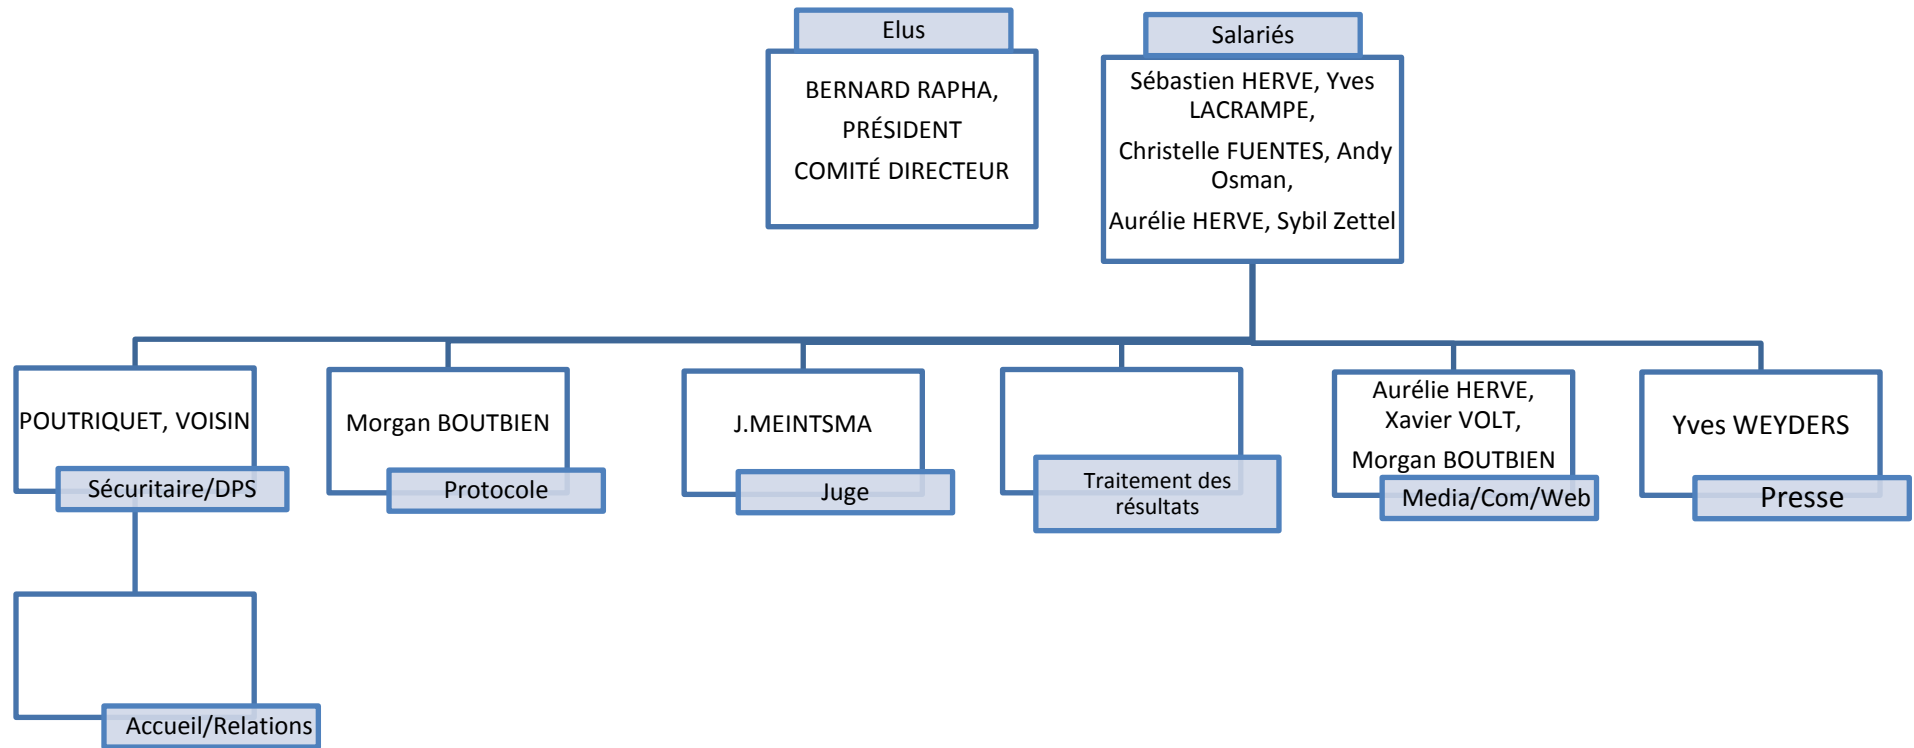 Elus
BERNARD RAPHA,
PRÉSIDENT
COMITÉ DIRECTEUR
Salariés
Sébastien HERVE, Yves
LACRAMPE,
Christelle FUENTES, Andy
Osman,
Aurélie HERVE, Sybil Zettel
POUTRIQUET, VOISIN
Sécuritaire/DPS
Morgan BOUTBIEN
Protocole
J.MEINTSMA
Juge
Traitement des
résultats
Aurélie HERVE,
Xavier VOLT,
Morgan BOUTBIEN
Media/Com/Web
Yves WEYDERS
Presse
Accueil/Relations